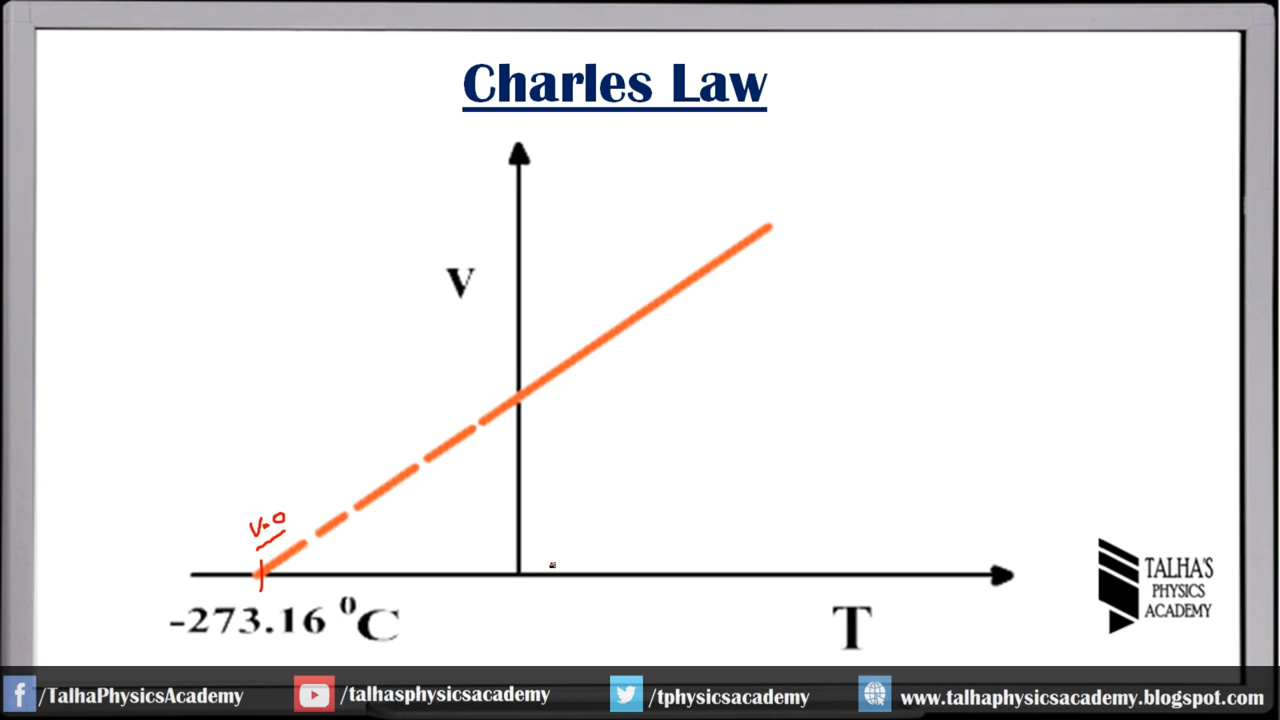 Charles Law
V
V=0
-273.16 ⁰C
T
TALHA'S
PHYSICS
ACADEMY
/TalhaPhysicsAcademy
/talhasphysicsacademy
/tphysicsacademy
www.talhaphysicsacademy.blogspot.com